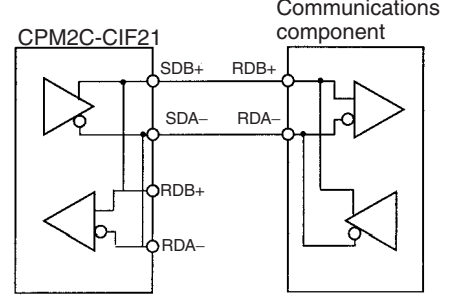 Communications
component
CPM2C-CIF21
SDB+
RDB+
SDA−
RDA−
RDB+
RDA−